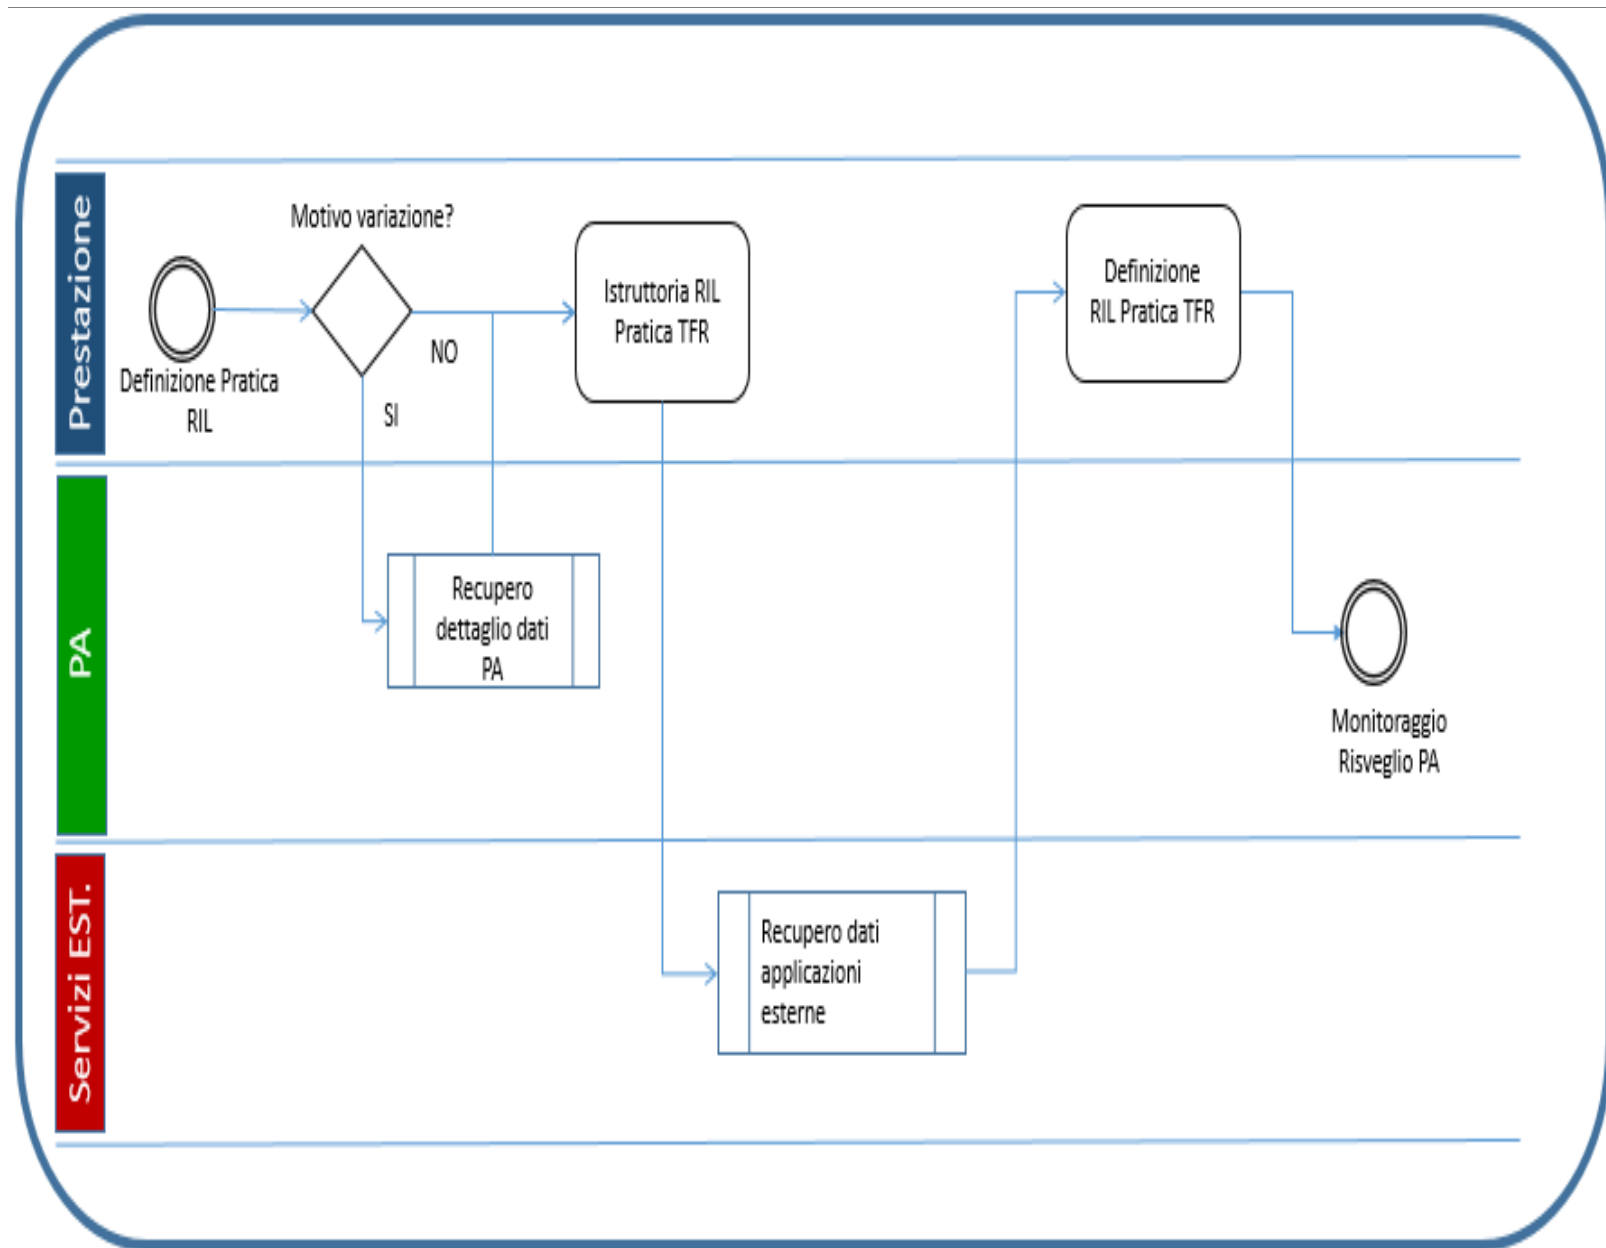 Prestazione
Motivo variazione?
Definizione Pratica
RIL
NO
SI
Istruttoria RIL
Pratica TFR
Definizione
RIL Pratica TFR
PA
Recupero
dettaglio dati
PA
Monitoraggio
Risveglio PA
Servizi EST.
Recupero dati
applicazioni
esterne